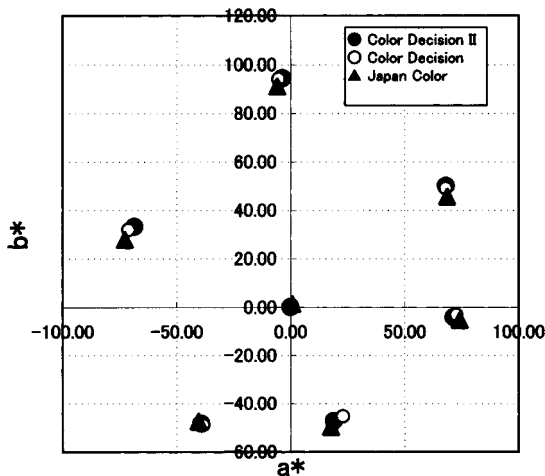 120.00
● Color Decision II
○ Color Decision
▲ Japan Color
100.00
80.00
60.00
40.00
20.00
0.00
-100.00 -50.00 0.00 50.00 100.00
-20.00
-40.00
-60.00
b*
a*